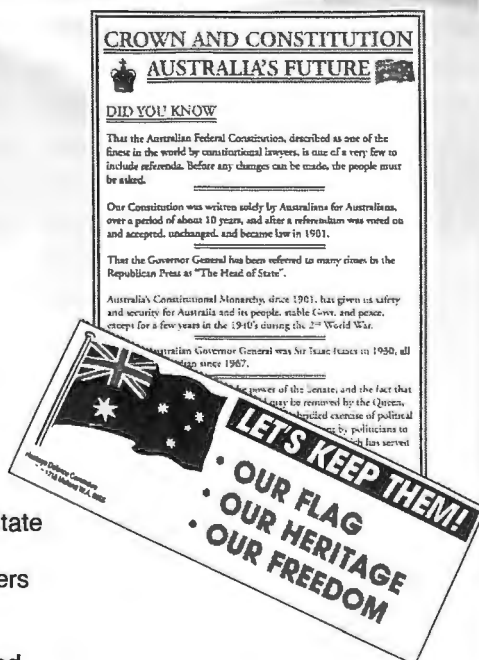 CROWN AND CONSTITUTION
AUSTRALIA'S FUTURE
DID YOU KNOW
That the Australian Federal Constitution, described as one of the
finest in the world by constitutional lawyers, is one of a very few to
include referenda. Before any changes can be made, the people must
be asked.
Our Constitution was written solely by Australians for Australians,
over a period of about 10 years, and after a referendum was voted on
and accepted, unchanged, and became law in 1901.
That the Governor General has been referred to many times in the
Republican Press as "The Head of State".
Australia's Constitutional Monarchy, since 1901, has given us safety
and security for Australia and its people, stable Govt. and peace,
except for a few years in the 1940's during the 2nd World War.
Australian Governor General was Sir Isaac Isaacs in 1930, all
since 1967.
the power of the Senate, and the fact that
may be removed by the Queen,
exercise of political
by politicians to
which has served
LET'S KEEP THEM!
• OUR FLAG
• OUR HERITAGE
• OUR FREEDOM
Heritage Defence Committee
Midland W.A.
tate
ers